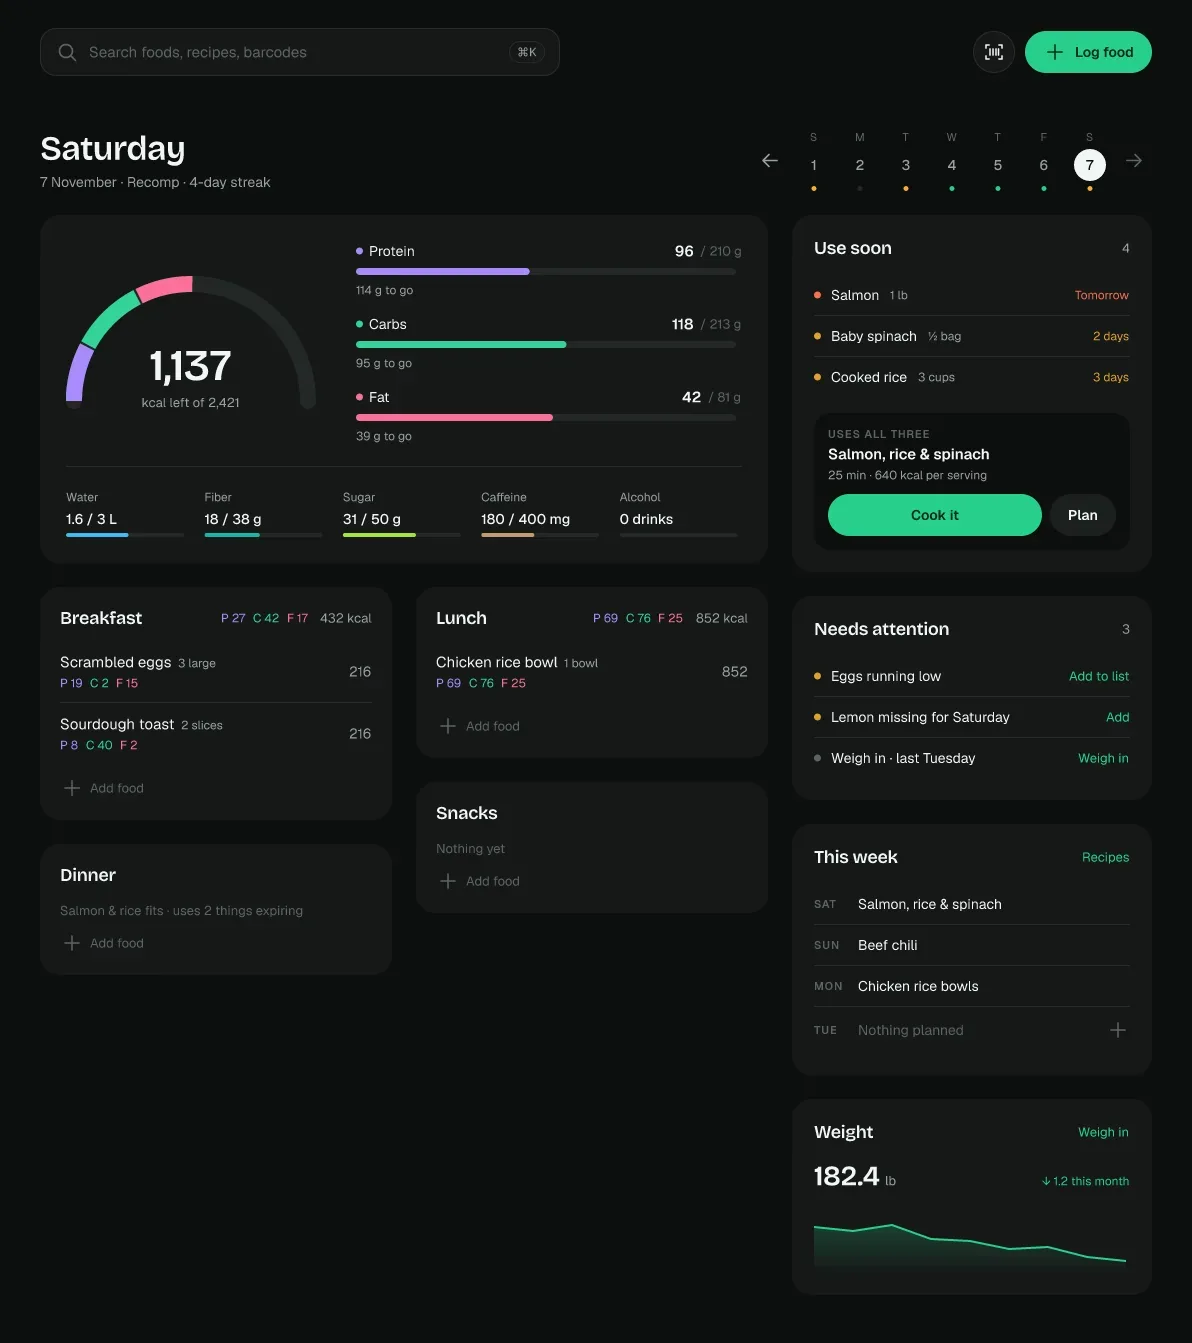 Search foods, recipes, barcodes
⌘K
Log food
Saturday
7 November · Recomp · 4-day streak
S M T W T F S
1 2 3 4 5 6 7
1,137
kcal left of 2,421
Protein 96 / 210 g
114 g to go
Carbs 118 / 213 g
95 g to go
Fat 42 / 81 g
39 g to go
Water Fiber Sugar Caffeine Alcohol
1.6 / 3 L 18 / 38 g 31 / 50 g 180 / 400 mg 0 drinks
Use soon 4
Salmon 1 lb Tomorrow
Baby spinach ½ bag 2 days
Cooked rice 3 cups 3 days
USES ALL THREE
Salmon, rice & spinach
25 min · 640 kcal per serving
Cook it Plan
Breakfast P 27 C 42 F 17 432 kcal
Scrambled eggs 3 large 216
P 19 C 2 F 15
Sourdough toast 2 slices 216
P 8 C 40 F 2
Add food
Lunch P 69 C 76 F 25 852 kcal
Chicken rice bowl 1 bowl 852
P 69 C 76 F 25
Add food
Dinner
Salmon & rice fits · uses 2 things expiring
Add food
Snacks
Nothing yet
Add food
Needs attention 3
Eggs running low Add to list
Lemon missing for Saturday Add
Weigh in · last Tuesday Weigh in
This week Recipes
SAT Salmon, rice & spinach
SUN Beef chili
MON Chicken rice bowls
TUE Nothing planned
Weight Weigh in
182.4 lb ↓ 1.2 this month